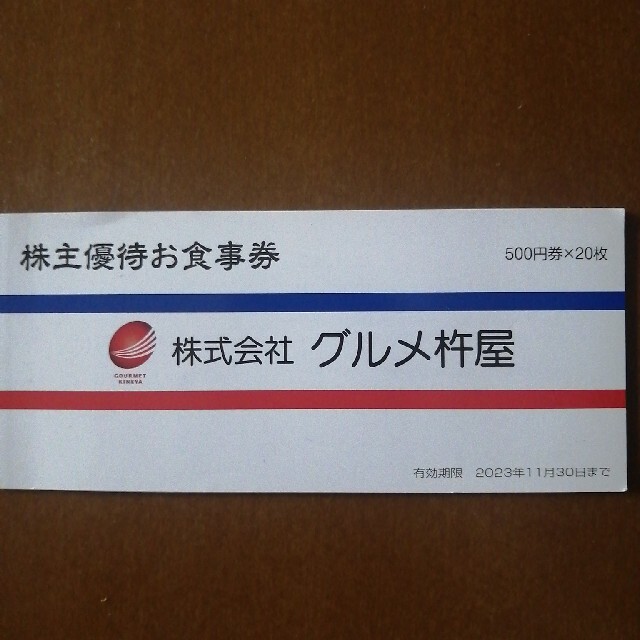 株主優待お食事券
500円券×20枚
GOURMET
KINEYA
株式会社 グルメ杵屋
有効期限 2023年11月30日まで